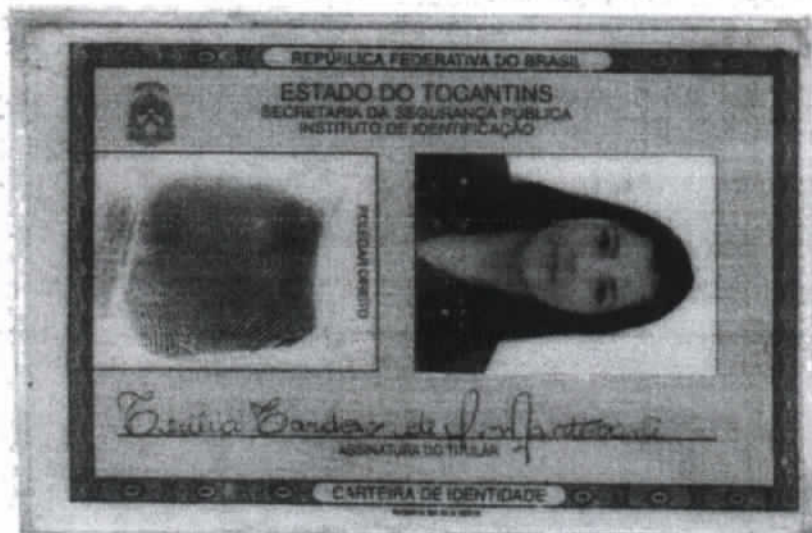 REPÚBLICA FEDERATIVA DO BRASIL
ESTADO DO TOCANTINS
SECRETARIA DA SEGURANÇA PÚBLICA
INSTITUTO DE IDENTIFICAÇÃO
POLEGAR DIREITO
de
ASSINATURA DO TITULAR
CARTEIRA DE IDENTIDADE